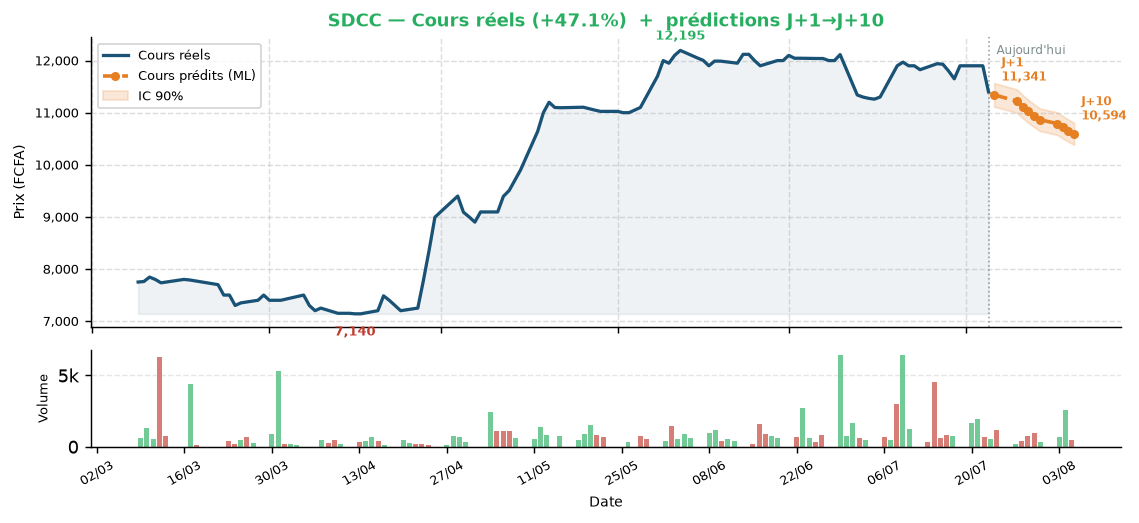 SDCC — Cours réels (+47.1%)  +  prédictions J+1→J+10
12,195
Cours réels
Cours prédits (ML)
IC 90%
Aujourd'hui
J+1
11,341
J+10
10,594
7,140
12,000
11,000
10,000
9,000
8,000
7,000
Prix (FCFA)
5k
0
Volume
02/03
16/03
30/03
13/04
27/04
11/05
25/05
08/06
22/06
06/07
20/07
03/08
Date